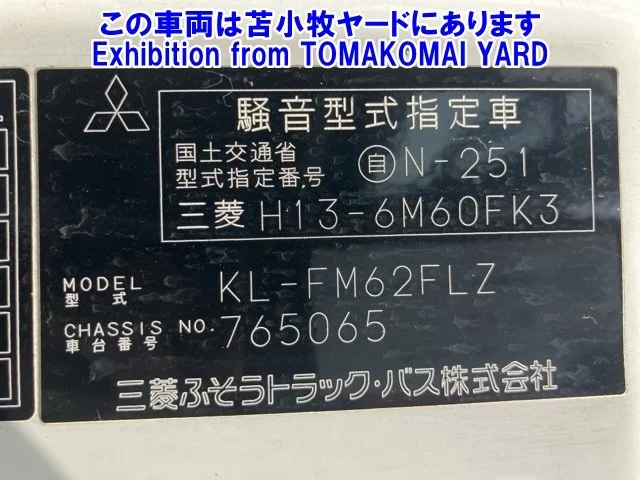 この車両は苫小牧ヤードにあります
Exhibition from TOMAKOMAI YARD
騒音型式指定車
国土交通省
型式指定番号 自N-251
三菱 H13-6M60FK3
MODEL
型式 KL-FM62FLZ
CHASSIS NO.
車台番号 765065
三菱ふそうトラック・バス株式会社